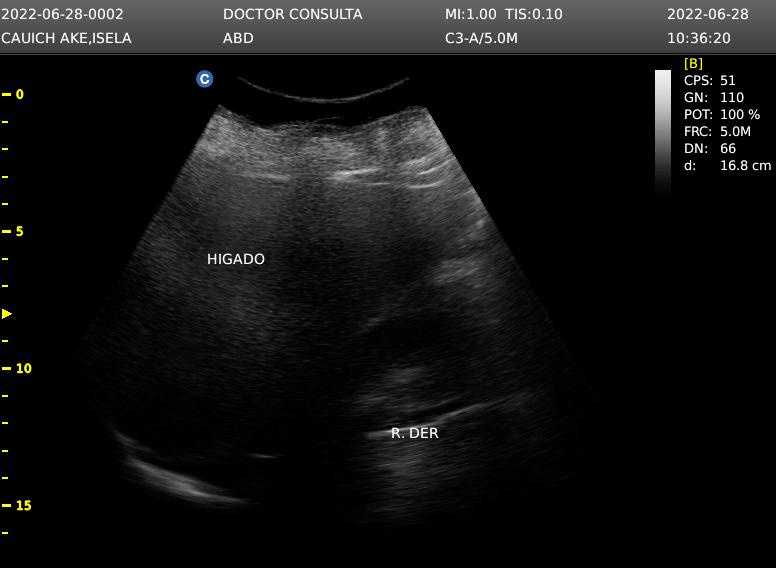 2022-06-28-0002 DOCTOR CONSULTA MI:1.00 TIS:0.10 2022-06-28
CAUICH AKE,ISELA ABD C3-A/5.0M 10:36:20
C
[B]
CPS: 51
GN: 110
POT: 100 %
FRC: 5.0M
DN: 66
d: 16.8 cm
0
5
HIGADO
10
R. DER
15